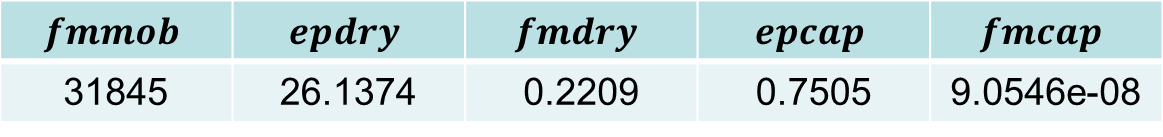 fmmob epdry fmdry epcap fmcap
31845 26.1374 0.2209 0.7505 9.0546e-08